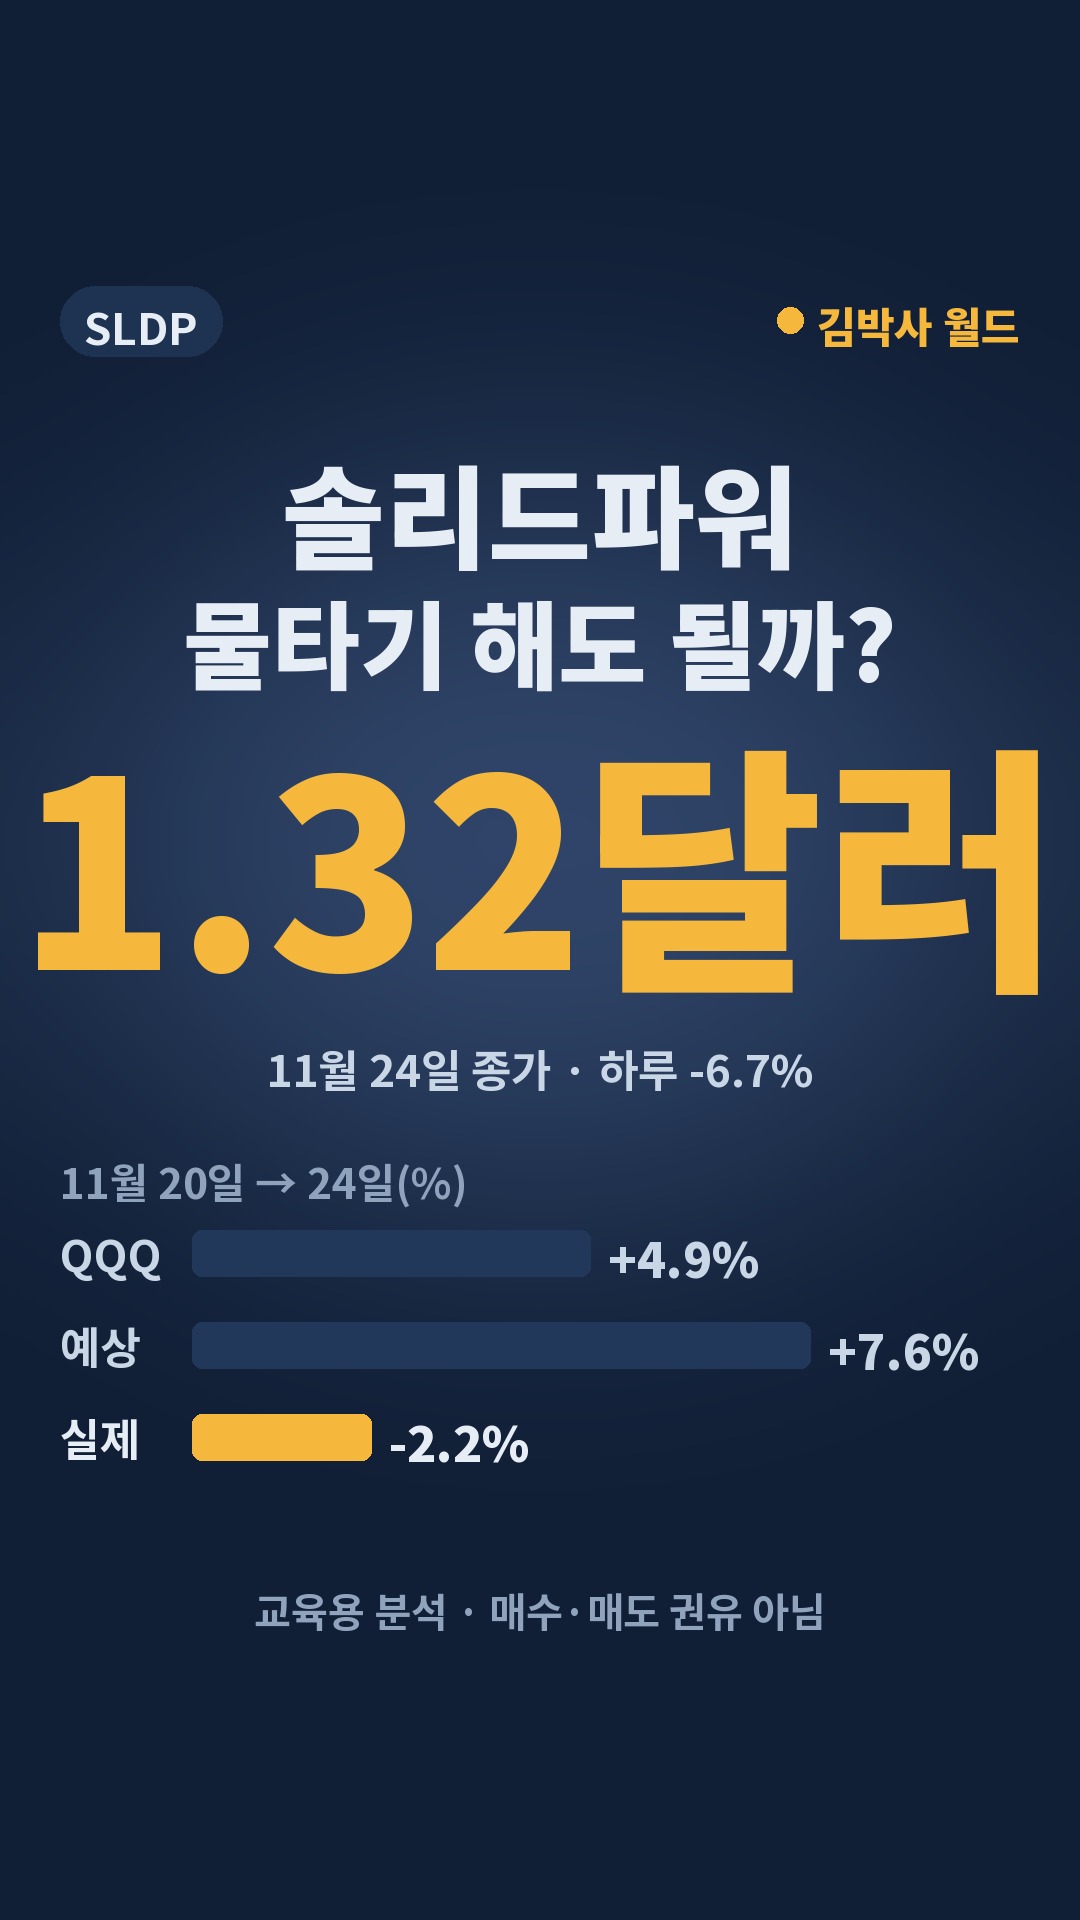 SLDP
김박사 월드
솔리드파워
물타기 해도 될까?
1.32달러
11월 24일 종가 · 하루 -6.7%
11월 20일 → 24일(%)
QQQ +4.9%
예상 +7.6%
실제 -2.2%
교육용 분석 · 매수·매도 권유 아님